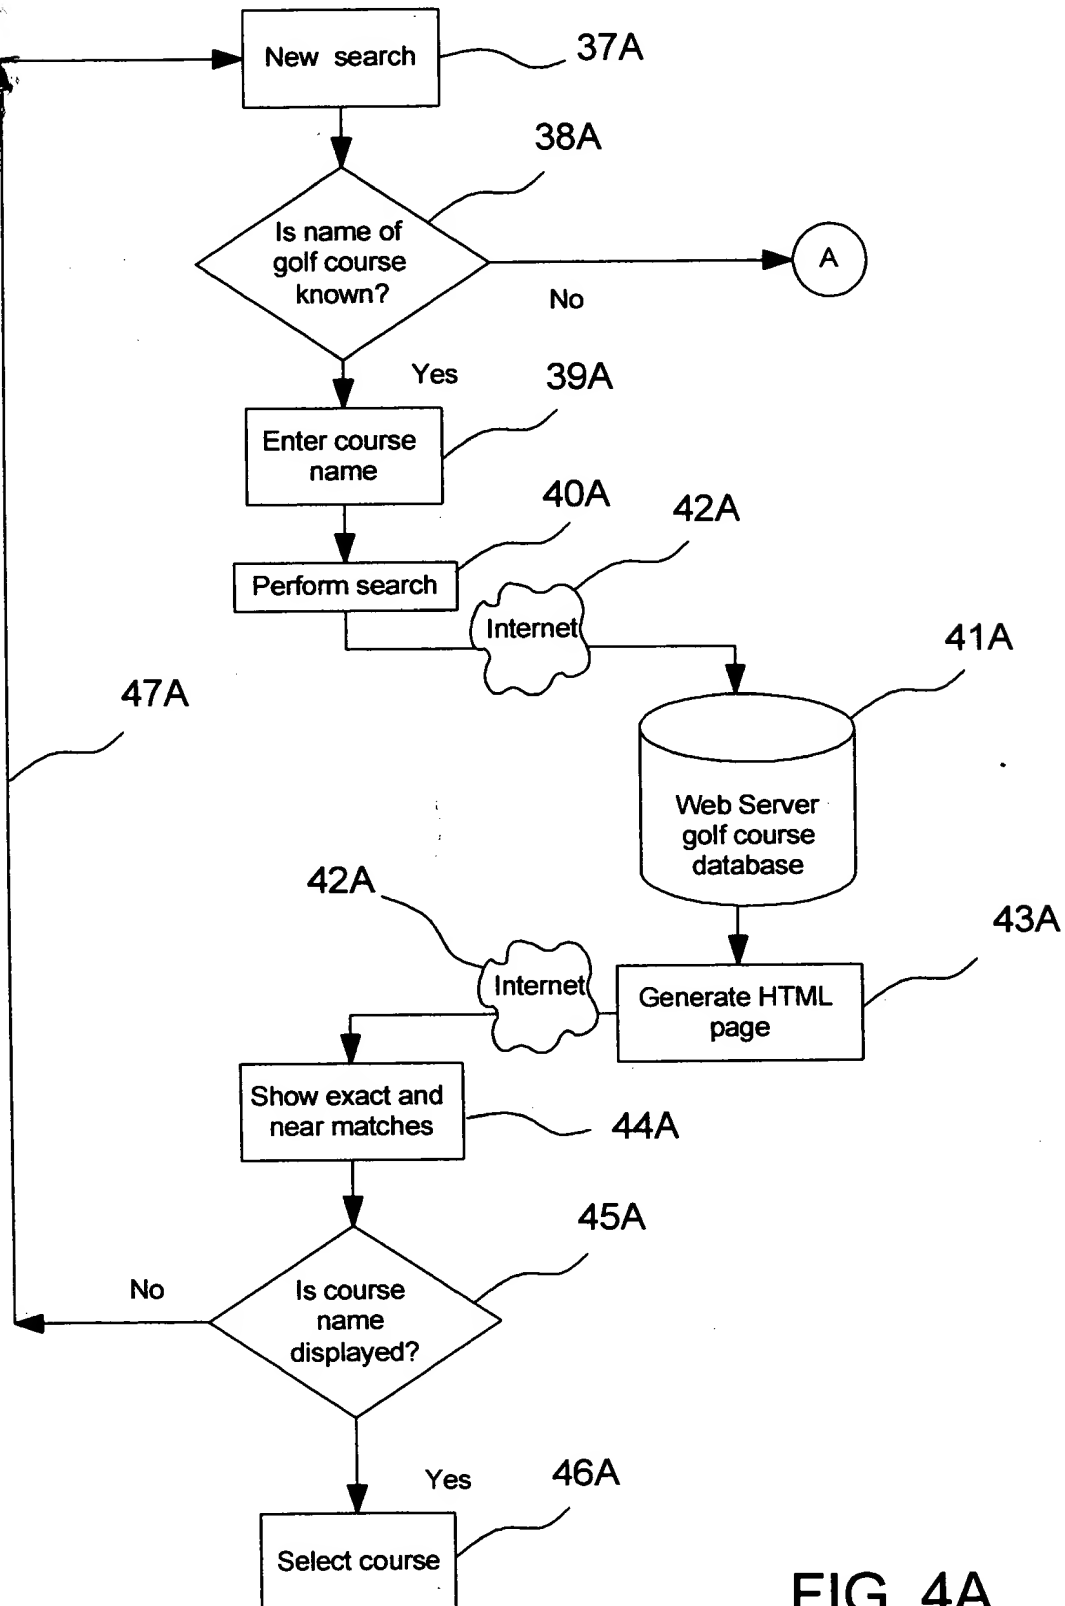 New search
37A
38A
Is name of
golf course
known?
A
No
Yes
39A
Enter course
name
40A
42A
Perform search
Internet
41A
47A
Web Server
golf course
database
42A
43A
Internet
Generate HTML
page
Show exact and
near matches
44A
45A
No
Is course
name
displayed?
Yes
46A
Select course
FIG. 4A